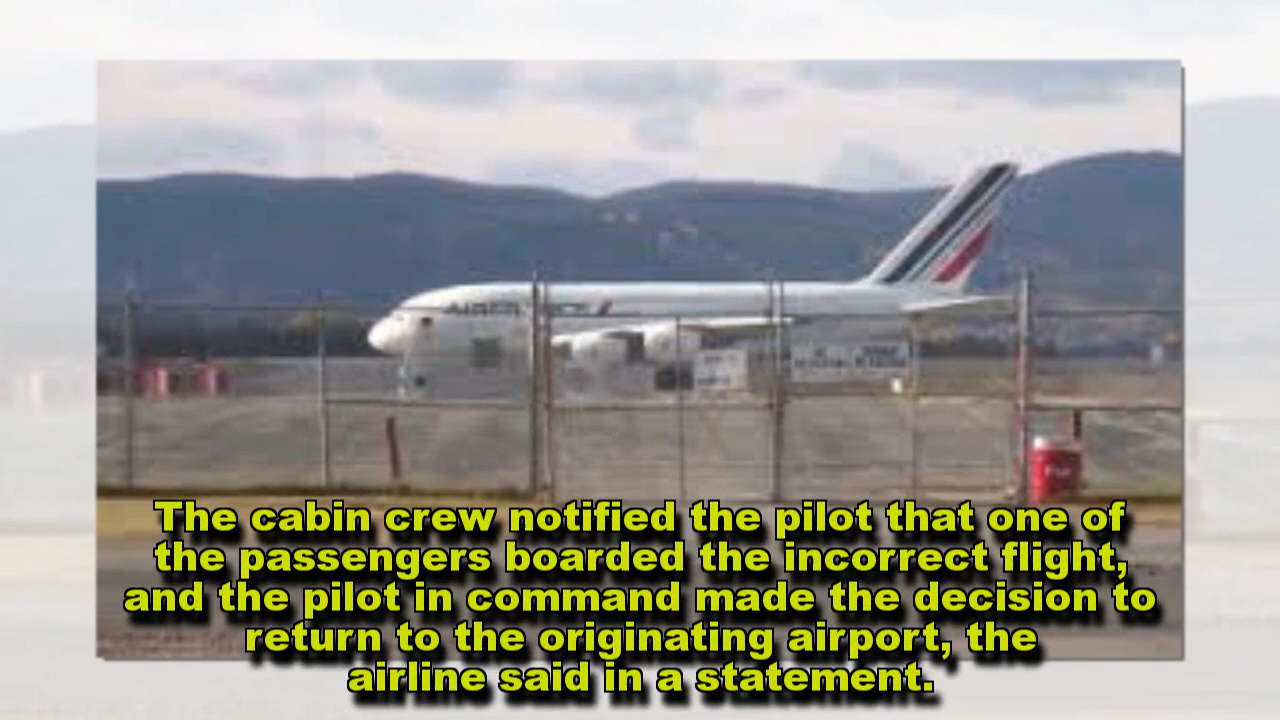 The cabin crew notified the pilot that one of
the passengers boarded the incorrect flight,
and the pilot in command made the decision to
return to the originating airport, the
airline said in a statement.